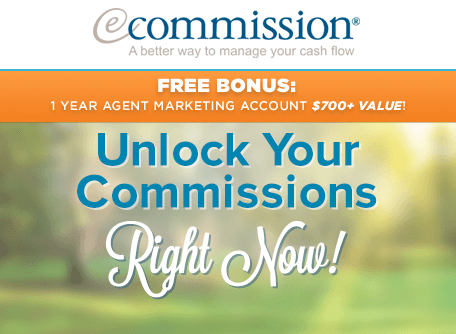 ecommission®
A better way to manage your cash flow
FREE BONUS:
1 YEAR AGENT MARKETING ACCOUNT $700+ VALUE!
Unlock Your
Commissions
Right Now!